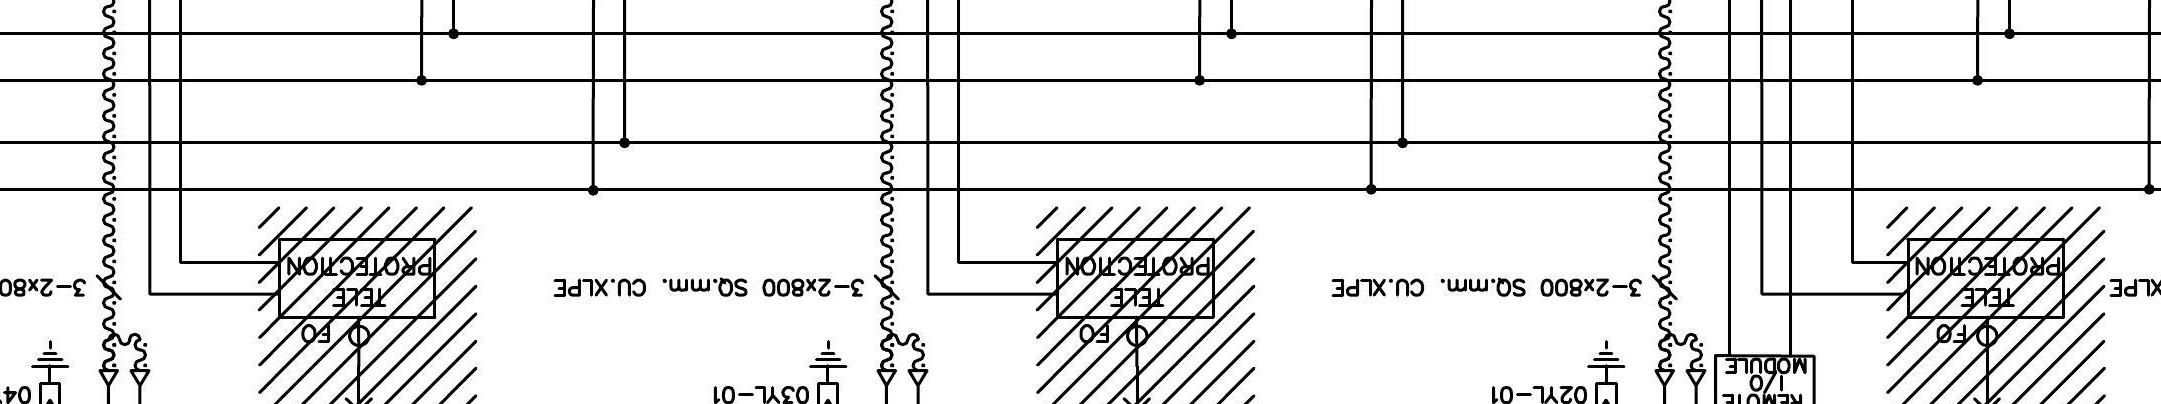 REMOTE
I/O
MODULE
02YL-01
03YL-01
04
FO
TELE
PROTECTION
3-2x800 SQ.mm. CU.XLPE
FO
TELE
PROTECTION
3-2x800 SQ.mm. CU.XLPE
FO
TELE
PROTECTION
3-2x80